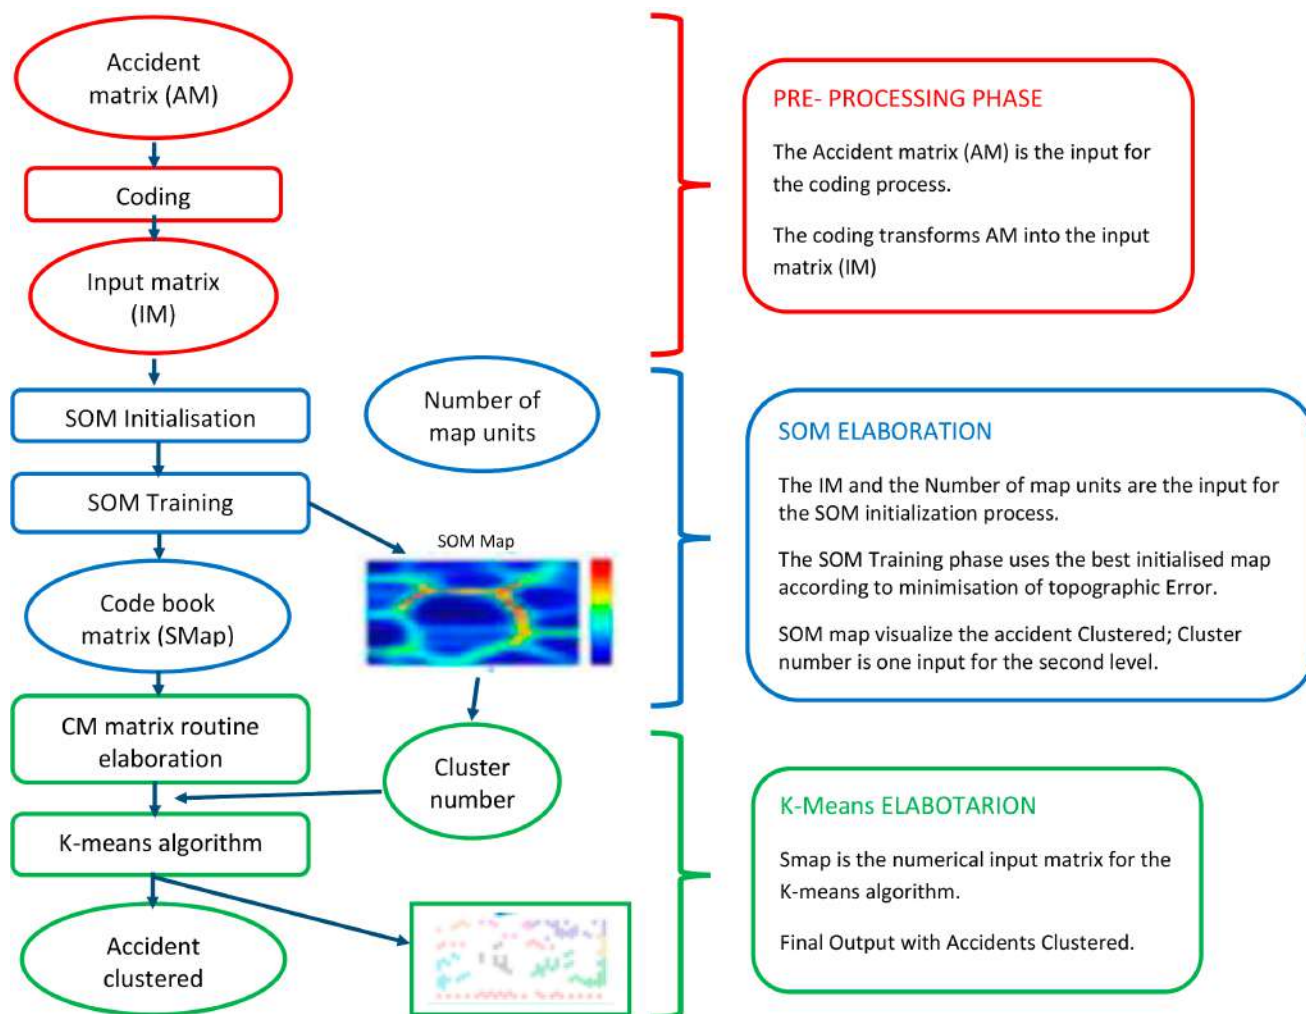 Accident
matrix (AM)
Coding
Input matrix
(IM)
SOM Initialisation
Number of
map units
SOM Training
SOM Map
Code book
matrix (SMap)
CM matrix routine
elaboration
Cluster
number
K-means algorithm
Accident
clustered
PRE- PROCESSING PHASE
The Accident matrix (AM) is the input for
the coding process.
The coding transforms AM into the input
matrix (IM)
SOM ELABORATION
The IM and the Number of map units are the input for
the SOM initialization process.
The SOM Training phase uses the best initialised map
according to minimisation of topographic Error.
SOM map visualize the accident Clustered; Cluster
number is one input for the second level.
K-Means ELABOTARION
Smap is the numerical input matrix for the
K-means algorithm.
Final Output with Accidents Clustered.